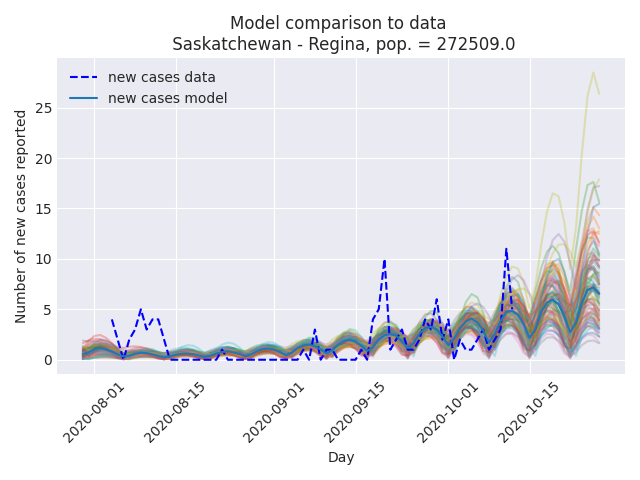 Model comparison to data
Saskatchewan - Regina, pop. = 272509.0
new cases data
new cases model
Number of new cases reported
25
20
15
10
5
0
2020-08-01
2020-08-15
2020-09-01
2020-09-15
2020-10-01
2020-10-15
Day